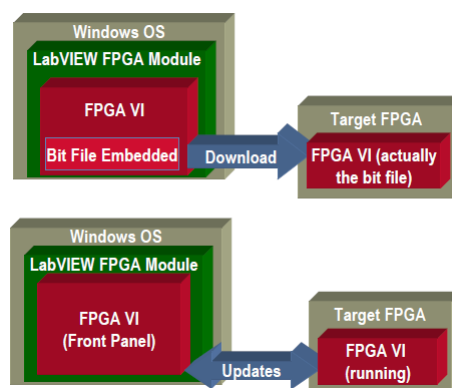 Windows OS
LabVIEW FPGA Module
FPGA VI
Bit File Embedded
Download
Target FPGA
FPGA VI (actually
the bit file)
Windows OS
LabVIEW FPGA Module
FPGA VI
(Front Panel)
Updates
Target FPGA
FPGA VI
(running)